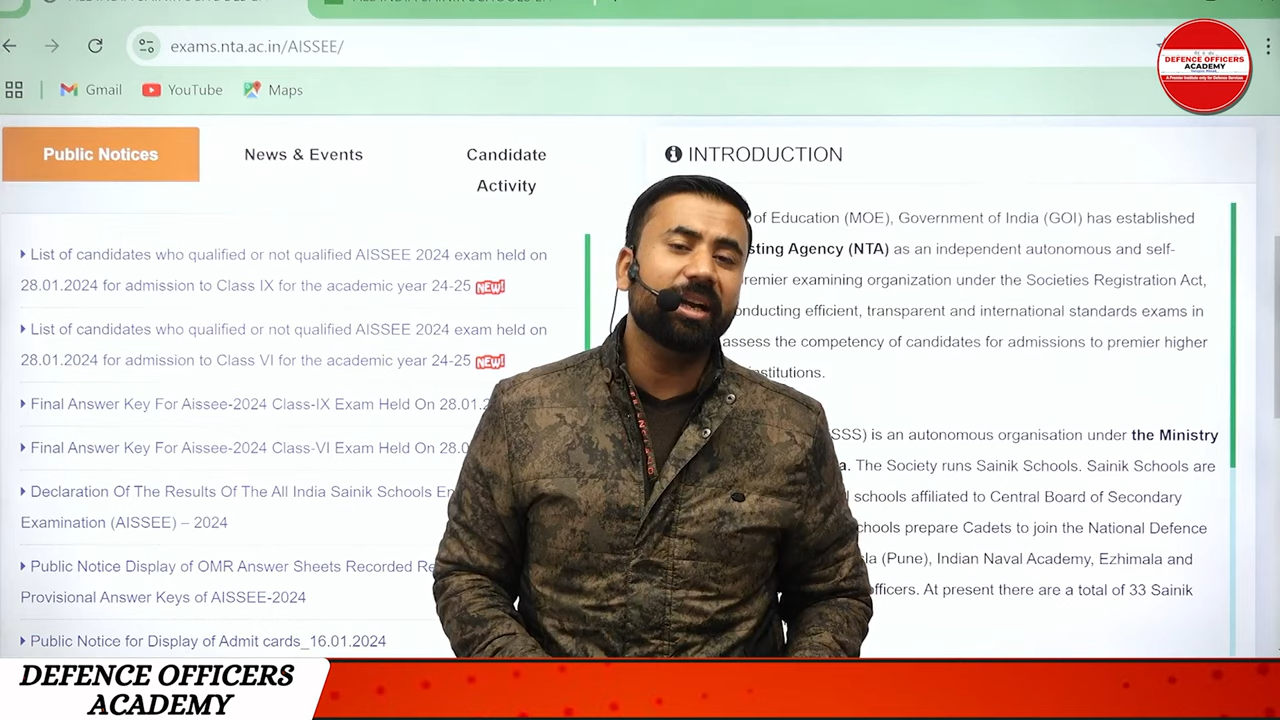 exams.nta.ac.in/AISSEE/
Gmail
YouTube
Maps
DEFENCE OFFICERS
ACADEMY
A Premier Institute only for Defence Services
Public Notices
News & Events
Candidate
Activity
List of candidates who qualified or not qualified AISSEE 2024 exam held on
28.01.2024 for admission to Class IX for the academic year 24-25 NEW!
List of candidates who qualified or not qualified AISSEE 2024 exam held on
28.01.2024 for admission to Class VI for the academic year 24-25 NEW!
Final Answer Key For Aissee-2024 Class-IX Exam Held On 28.01.2
Final Answer Key For Aissee-2024 Class-VI Exam Held On 28.0
Declaration Of The Results Of The All India Sainik Schools En
Examination (AISSEE) – 2024
Public Notice Display of OMR Answer Sheets Recorded Re
Provisional Answer Keys of AISSEE-2024
Public Notice for Display of Admit cards_16.01.2024
INTRODUCTION
of Education (MOE), Government of India (GOI) has established
sting Agency (NTA) as an independent autonomous and self-
remier examining organization under the Societies Registration Act,
onducting efficient, transparent and international standards exams in
assess the competency of candidates for admissions to premier higher
institutions.
SSS) is an autonomous organisation under the Ministry
a. The Society runs Sainik Schools. Sainik Schools are
l schools affiliated to Central Board of Secondary
chools prepare Cadets to join the National Defence
sla (Pune), Indian Naval Academy, Ezhimala and
officers. At present there are a total of 33 Sainik
DEFENCE OFFICERS
ACADEMY